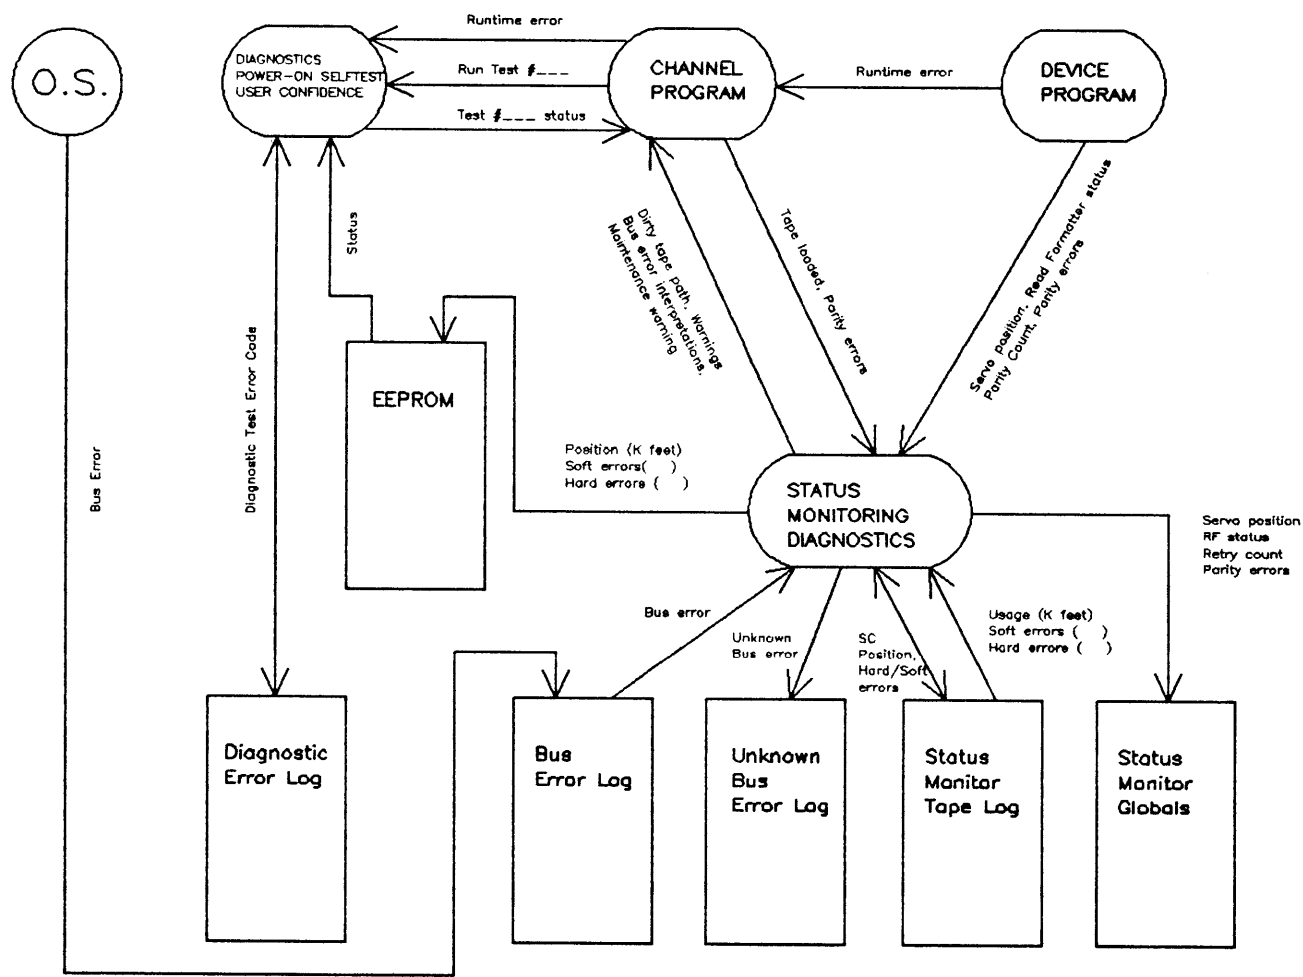 O.S.
DIAGNOSTICS
POWER-ON SELFTEST
USER CONFIDENCE
Runtime error
Run Test #___
Test #___ status
CHANNEL
PROGRAM
Runtime error
DEVICE
PROGRAM
Status
Diagnostic Test Error Code
Bus Error
EEPROM
Dirty tape path, Warnings
Bus error interpretations,
Maintenance warning
Tape loaded, Parity errors
Servo position, Read Formatter status
Parity Count, Parity errors
Position (K feet)
Soft errors( )
Hard errors ( )
STATUS
MONITORING
DIAGNOSTICS
Servo position
RF status
Retry count
Parity errors
Bus error
Unknown
Bus error
SC
Position,
Hard/Soft
errors
Usage (K feet)
Soft errors ( )
Hard errors ( )
Diagnostic
Error Log
Bus
Error Log
Unknown
Bus
Error Log
Status
Monitor
Tape Log
Status
Monitor
Globals